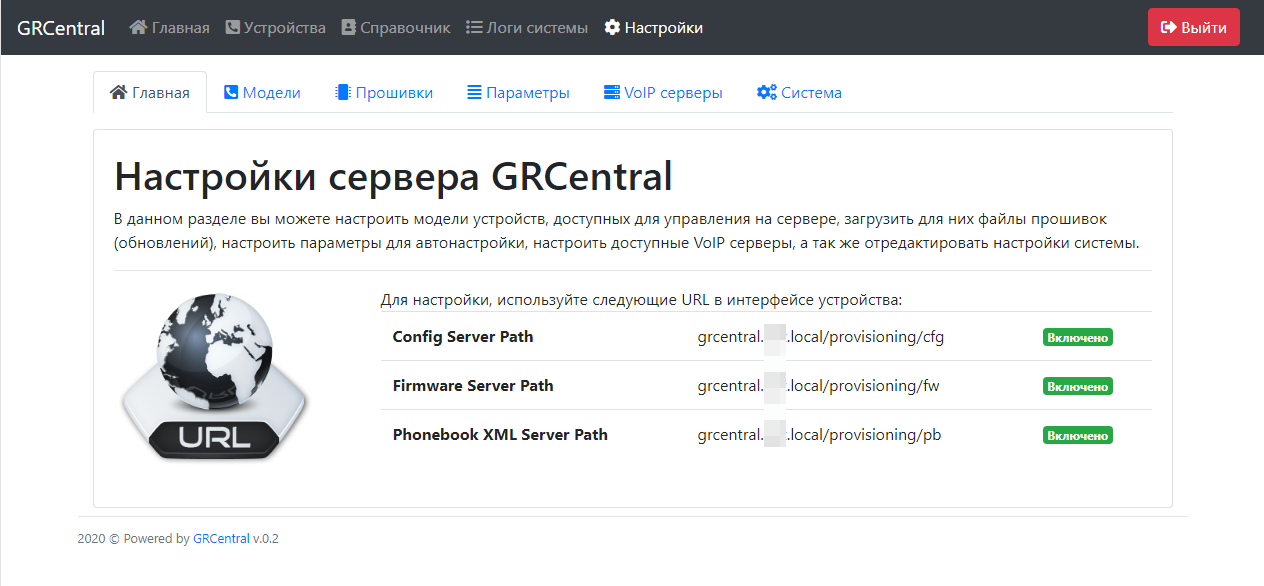 GRCentral Главная Устройства Справочник Логи системы Настройки Выйти
Главная Модели Прошивки Параметры VoIP серверы Система
Настройки сервера GRCentral
В данном разделе вы можете настроить модели устройств, доступных для управления на сервере, загрузить для них файлы прошивок
(обновлений), настроить параметры для автонастройки, настроить доступные VoIP серверы, а так же отредактировать настройки системы.
Для настройки, используйте следующие URL в интерфейсе устройства:
Config Server Path grcentral. .local/provisioning/cfg Включено
Firmware Server Path grcentral. .local/provisioning/fw Включено
Phonebook XML Server Path grcentral. .local/provisioning/pb Включено
URL
2020 © Powered by GRCentral v.0.2